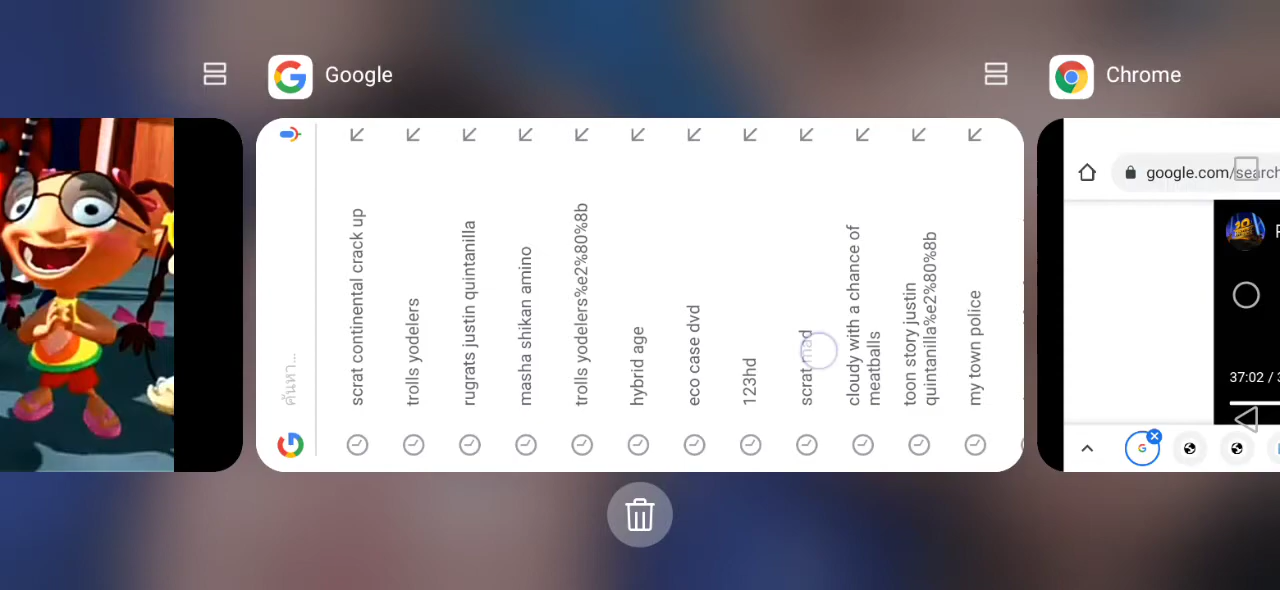 Google
Chrome
ค้นหา...
scrat continental crack up
trolls yodelers
rugrats justin quintanilla
masha shikan amino
trolls yodelers%e2%80%8b
hybrid age
eco case dvd
123hd
scrat mad
cloudy with a chance of
meatballs
toon story justin
quintanilla%e2%80%8b
my town police
google.com/search
37:02 /